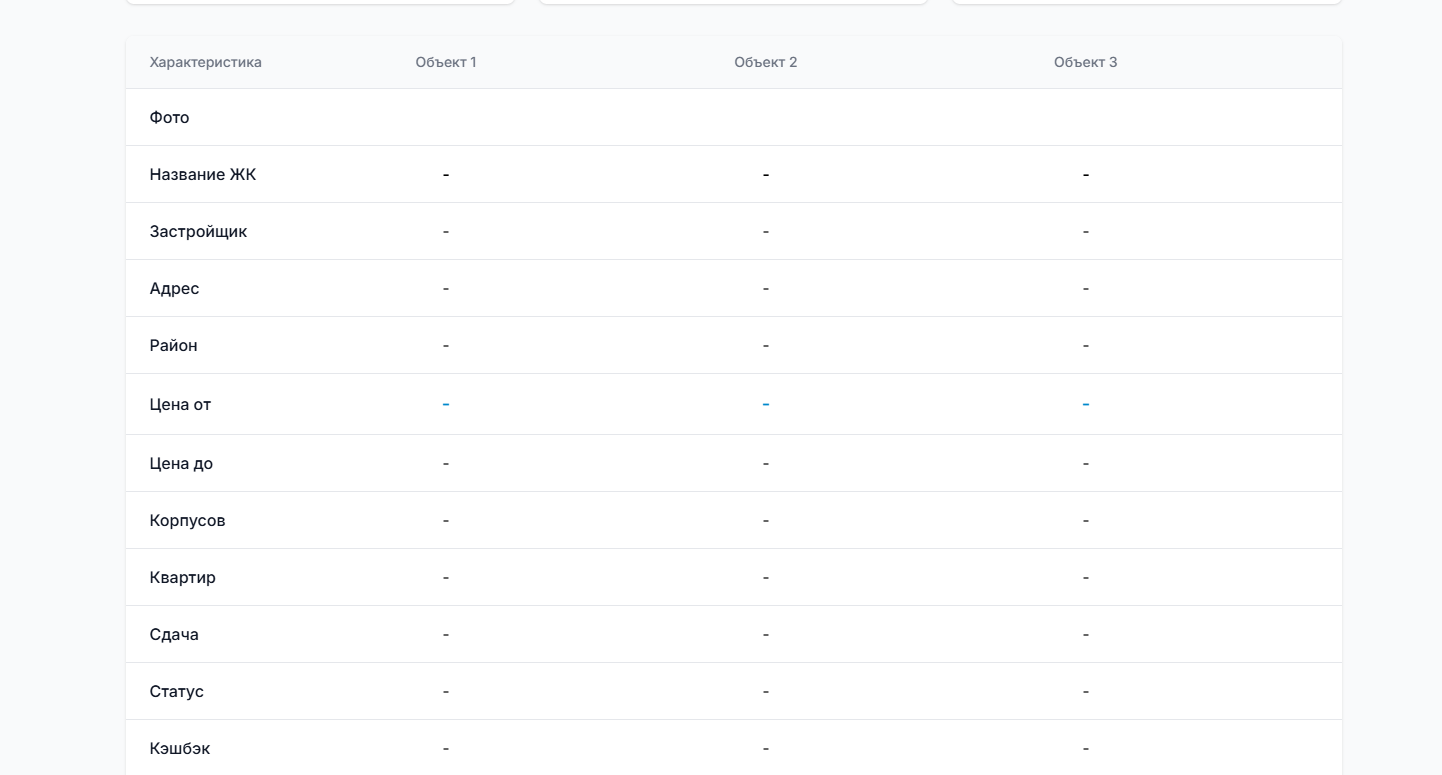 Характеристика Объект 1 Объект 2 Объект 3
Фото
Название ЖК - - -
Застройщик - - -
Адрес - - -
Район - - -
Цена от - - -
Цена до - - -
Корпусов - - -
Квартир - - -
Сдача - - -
Статус - - -
Кэшбэк - - -